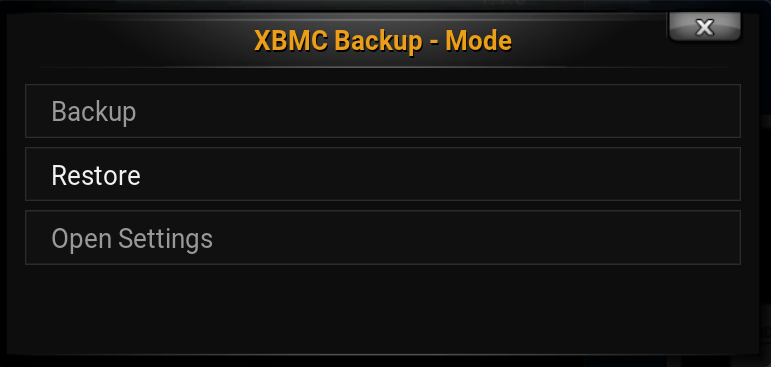 XBMC Backup - Mode
X
Backup
Restore
Open Settings